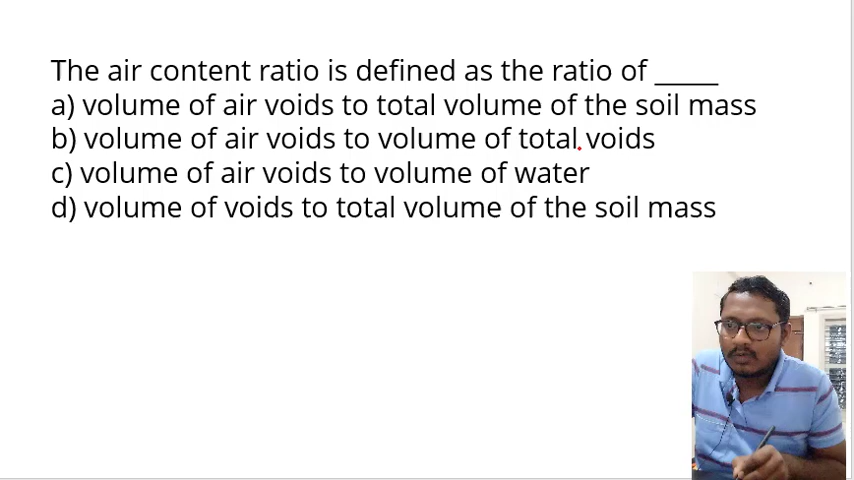 The air content ratio is defined as the ratio of _____
a) volume of air voids to total volume of the soil mass
b) volume of air voids to volume of total voids
c) volume of air voids to volume of water
d) volume of voids to total volume of the soil mass